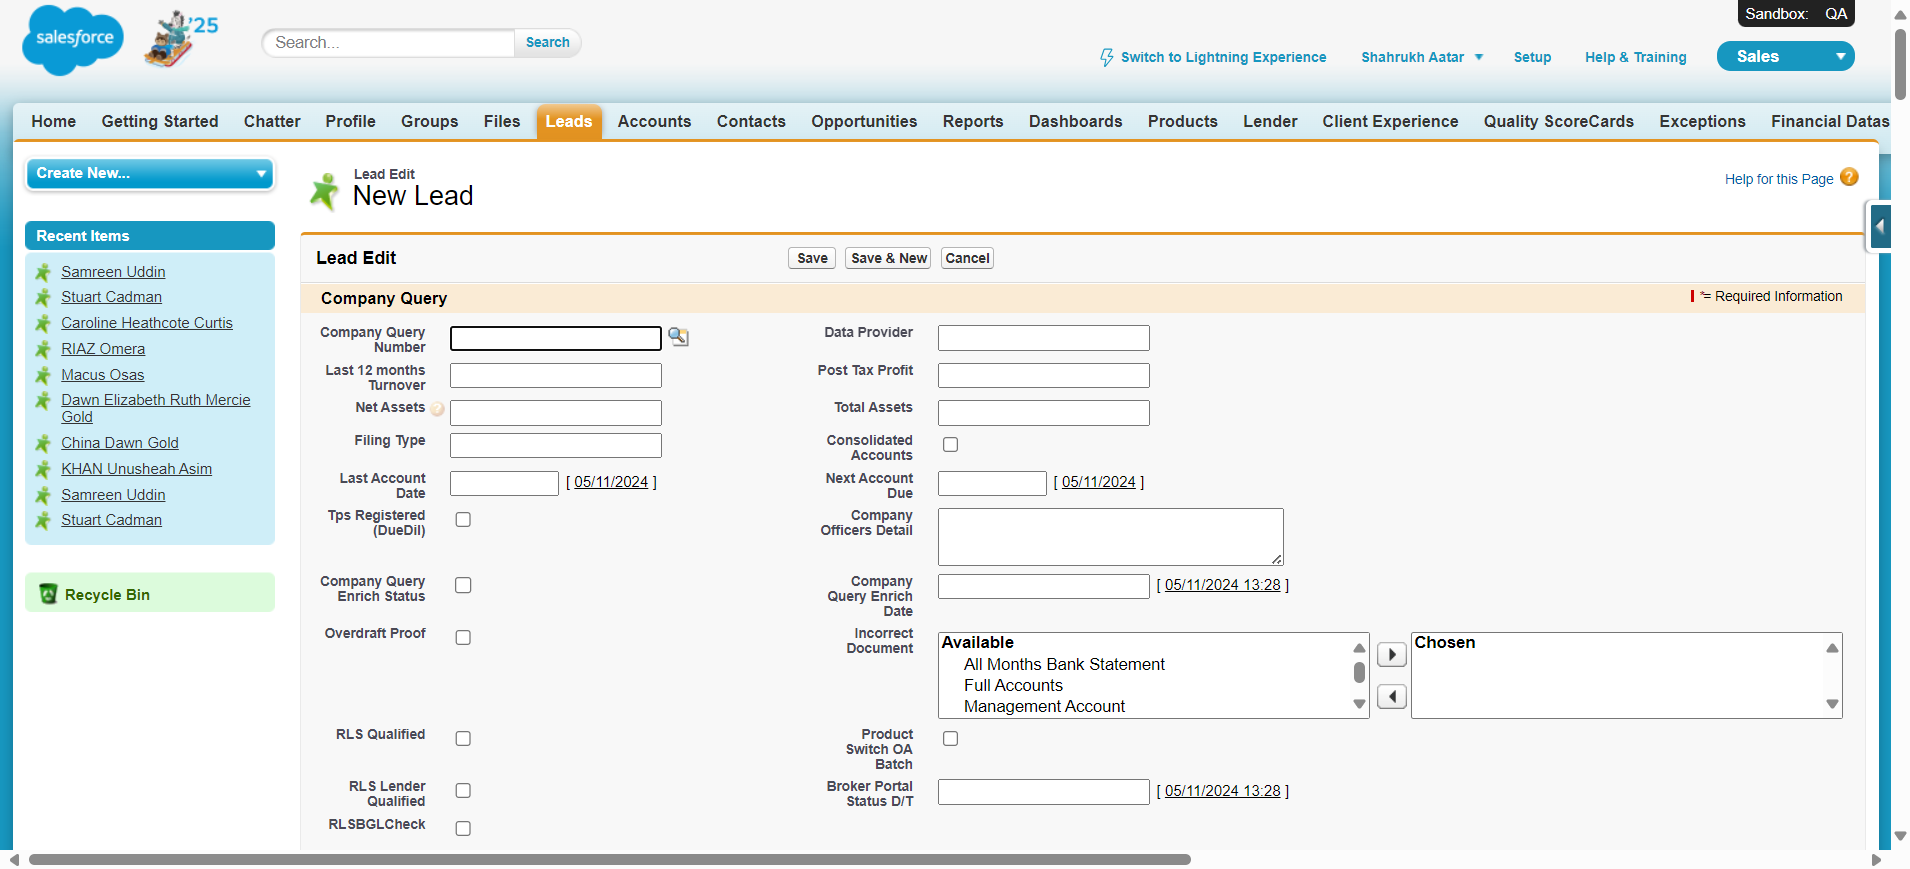 Sandbox: QA
salesforce
'25
Search...
Search
Switch to Lightning Experience
Shahrukh Aatar
Setup
Help & Training
Sales
Home
Getting Started
Chatter
Profile
Groups
Files
Leads
Accounts
Contacts
Opportunities
Reports
Dashboards
Products
Lender
Client Experience
Quality ScoreCards
Exceptions
Financial Datas
Create New...
Recent Items
Samreen Uddin
Stuart Cadman
Caroline Heathcote Curtis
RIAZ Omera
Macus Osas
Dawn Elizabeth Ruth Mercie
Gold
China Dawn Gold
KHAN Unusheah Asim
Samreen Uddin
Stuart Cadman
Recycle Bin
Lead Edit
New Lead
Help for this Page ?
Lead Edit
Save
Save & New
Cancel
Company Query
*= Required Information
Company Query
Number
Data Provider
Last 12 months
Turnover
Post Tax Profit
Net Assets ?
Total Assets
Filing Type
Consolidated
Accounts
Last Account
Date
[ 05/11/2024 ]
Next Account
Due
[ 05/11/2024 ]
Tps Registered
(DueDil)
Company
Officers Detail
Company Query
Enrich Status
Company
Query Enrich
Date
[ 05/11/2024 13:28 ]
Overdraft Proof
Incorrect
Document
Available
All Months Bank Statement
Full Accounts
Management Account
Chosen
RLS Qualified
Product
Switch OA
Batch
RLS Lender
Qualified
Broker Portal
Status D/T
[ 05/11/2024 13:28 ]
RLSBGLCheck